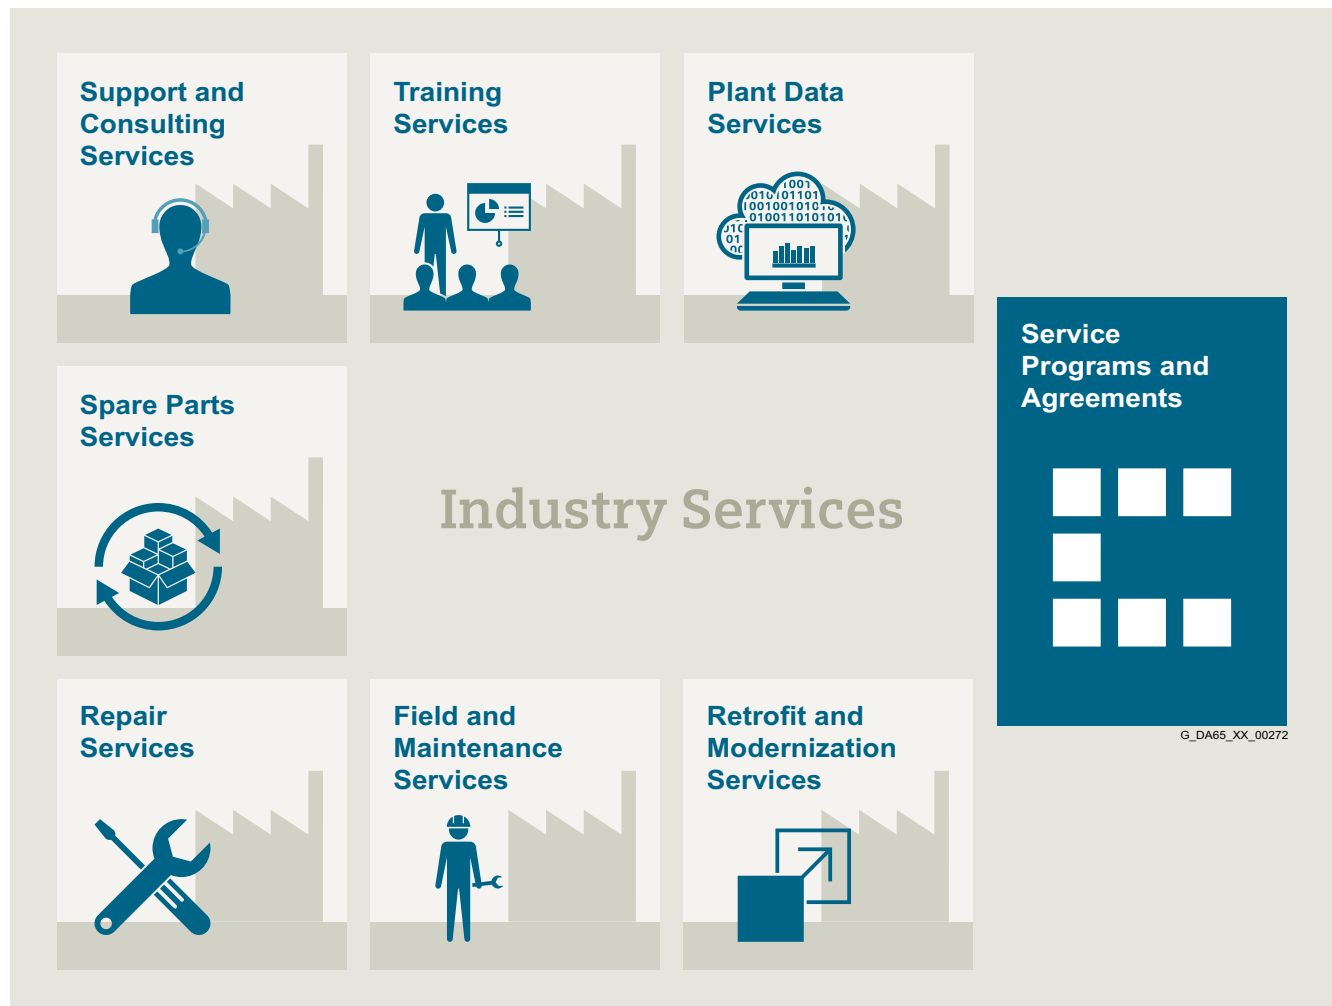 Support and
Consulting
Services
Training
Services
Plant Data
Services
Service
Programs and
Agreements
Spare Parts
Services
Industry Services
Repair
Services
Field and
Maintenance
Services
Retrofit and
Modernization
Services
G_DA65_XX_00272